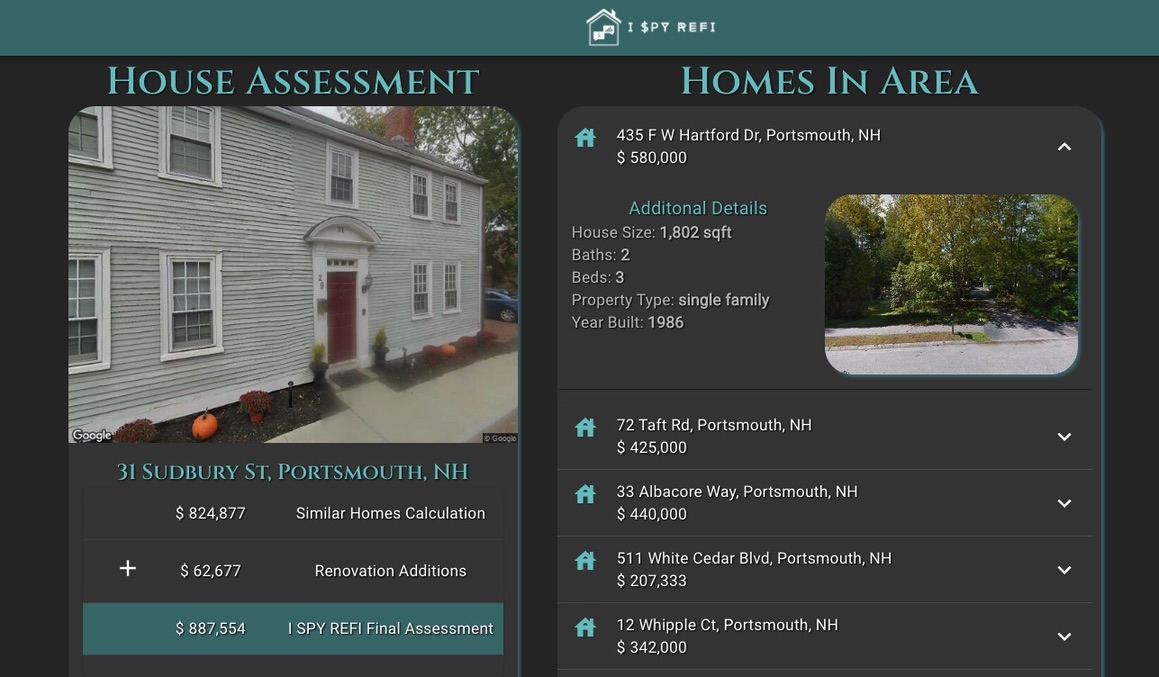 I $PY REFI
HOUSE ASSESSMENT
29
Google
© Google
31 SUDBURY ST, PORTSMOUTH, NH
$ 824,877 Similar Homes Calculation
+ $ 62,677 Renovation Additions
$ 887,554 I SPY REFI Final Assessment
HOMES IN AREA
435 F W Hartford Dr, Portsmouth, NH
$ 580,000
Additonal Details
House Size: 1,802 sqft
Baths: 2
Beds: 3
Property Type: single family
Year Built: 1986
72 Taft Rd, Portsmouth, NH
$ 425,000
33 Albacore Way, Portsmouth, NH
$ 440,000
511 White Cedar Blvd, Portsmouth, NH
$ 207,333
12 Whipple Ct, Portsmouth, NH
$ 342,000